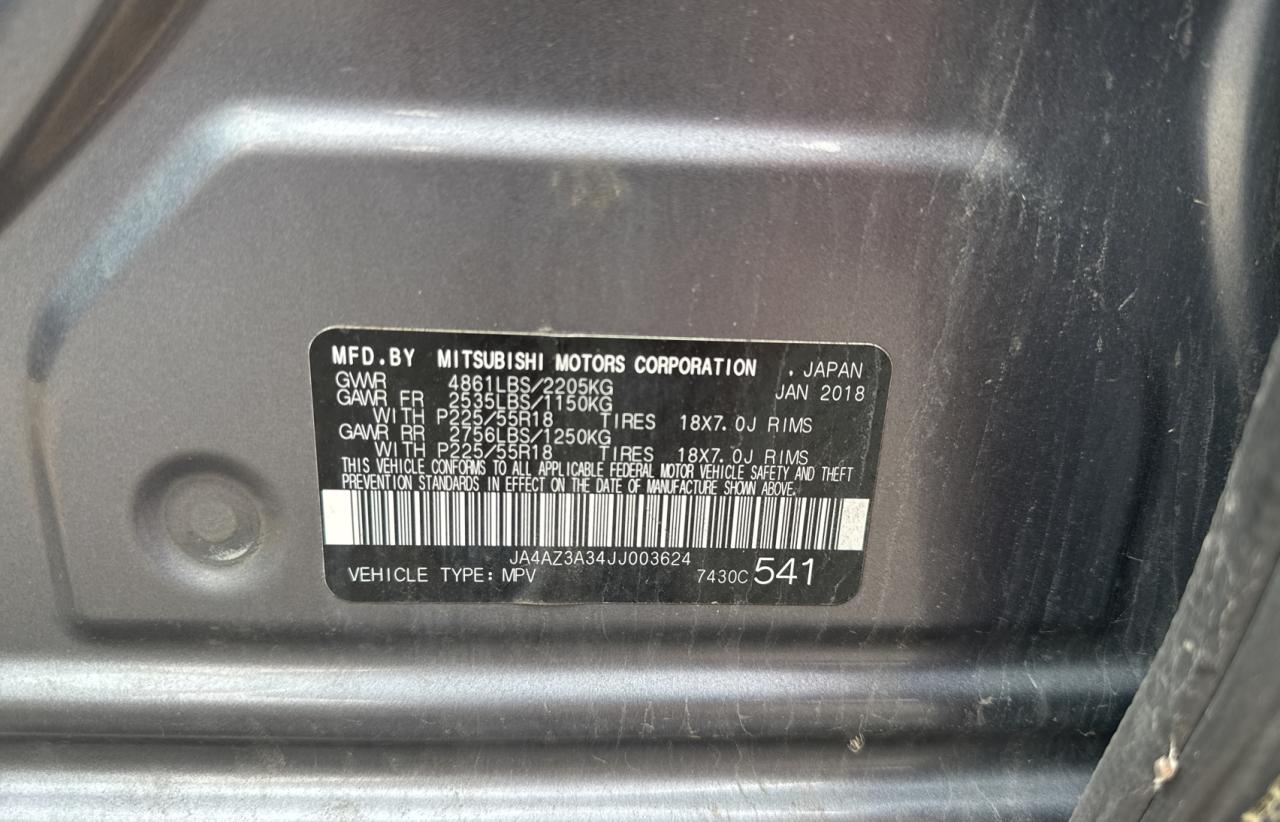 MFD.BY MITSUBISHI MOTORS CORPORATION . JAPAN
GVWR 4861LBS/2205KG JAN 2018
GAWR FR 2535LBS/1150KG
WITH P225/55R18 TIRES 18X7.0J RIMS
GAWR RR 2756LBS/1250KG
WITH P225/55R18 TIRES 18X7.0J RIMS
THIS VEHICLE CONFORMS TO ALL APPLICABLE FEDERAL MOTOR VEHICLE SAFETY AND THEFT
PREVENTION STANDARDS IN EFFECT ON THE DATE OF MANUFACTURE SHOWN ABOVE.
JA4AZ3A34JJ003624
VEHICLE TYPE: MPV 7430C 541